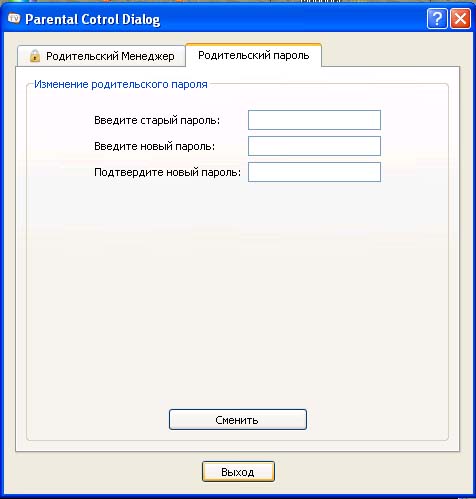 Parental Cotrol Dialog
Родительский Менеджер
Родительский пароль
Изменение родительского пароля
Введите старый пароль:
Введите новый пароль:
Подтвердите новый пароль:
Сменить
Выход